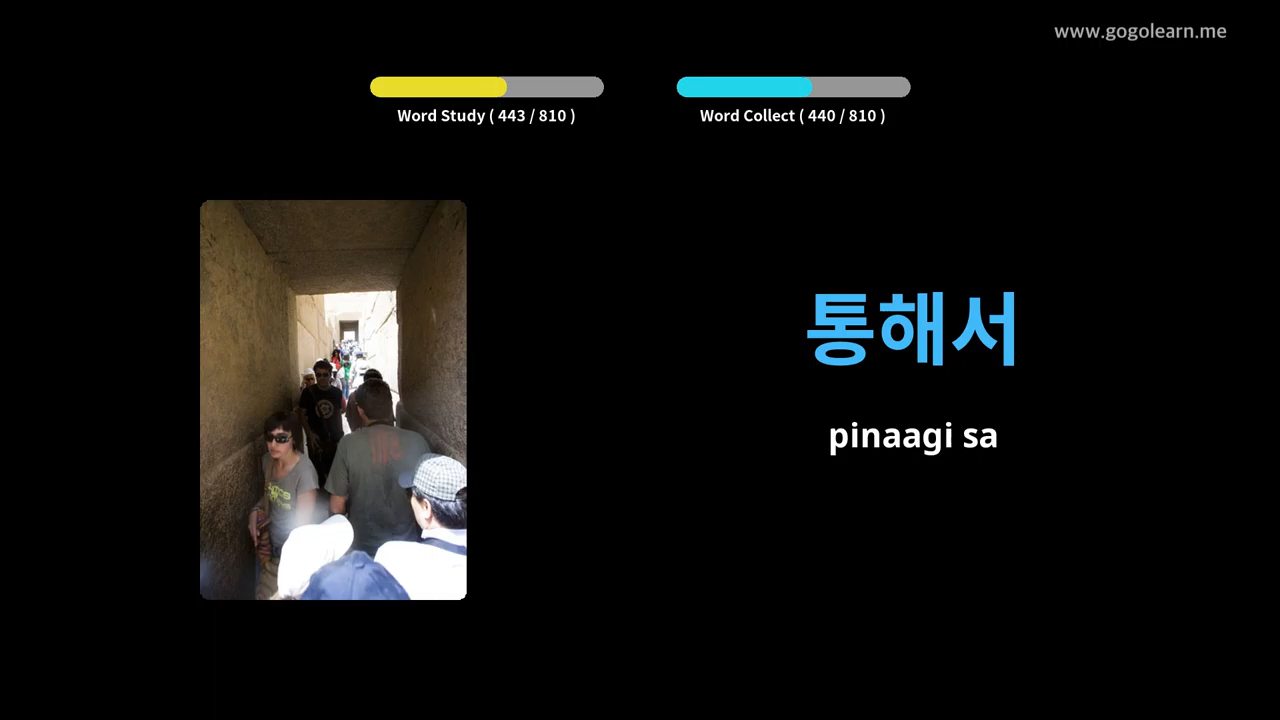 www.gogolearn.me
Word Study ( 443 / 810 )
Word Collect ( 440 / 810 )
통해서
pinaagi sa